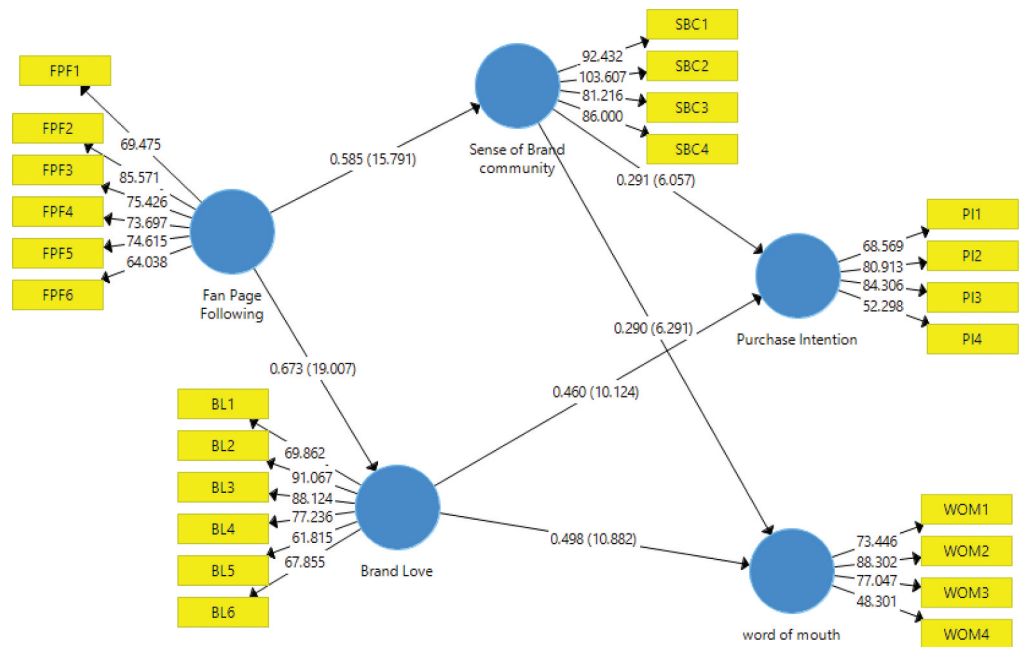 SBC1
92.432
SBC2
103.607
SBC3
81.216
SBC4
86.000
Sense of Brand
community
FPF1
69.475
FPF2
85.571
FPF3
75.426
FPF4
73.697
FPF5
74.615
FPF6
64.038
Fan Page
Following
0.585 (15.791)
0.291 (6.057)
PI1
68.569
PI2
80.913
PI3
84.306
PI4
52.298
Purchase Intention
0.290 (6.291)
0.673 (19.007)
0.460 (10.124)
BL1
69.862
BL2
91.067
BL3
88.124
BL4
77.236
BL5
61.815
BL6
67.855
Brand Love
0.498 (10.882)
WOM1
73.446
WOM2
88.302
WOM3
77.047
WOM4
48.301
word of mouth